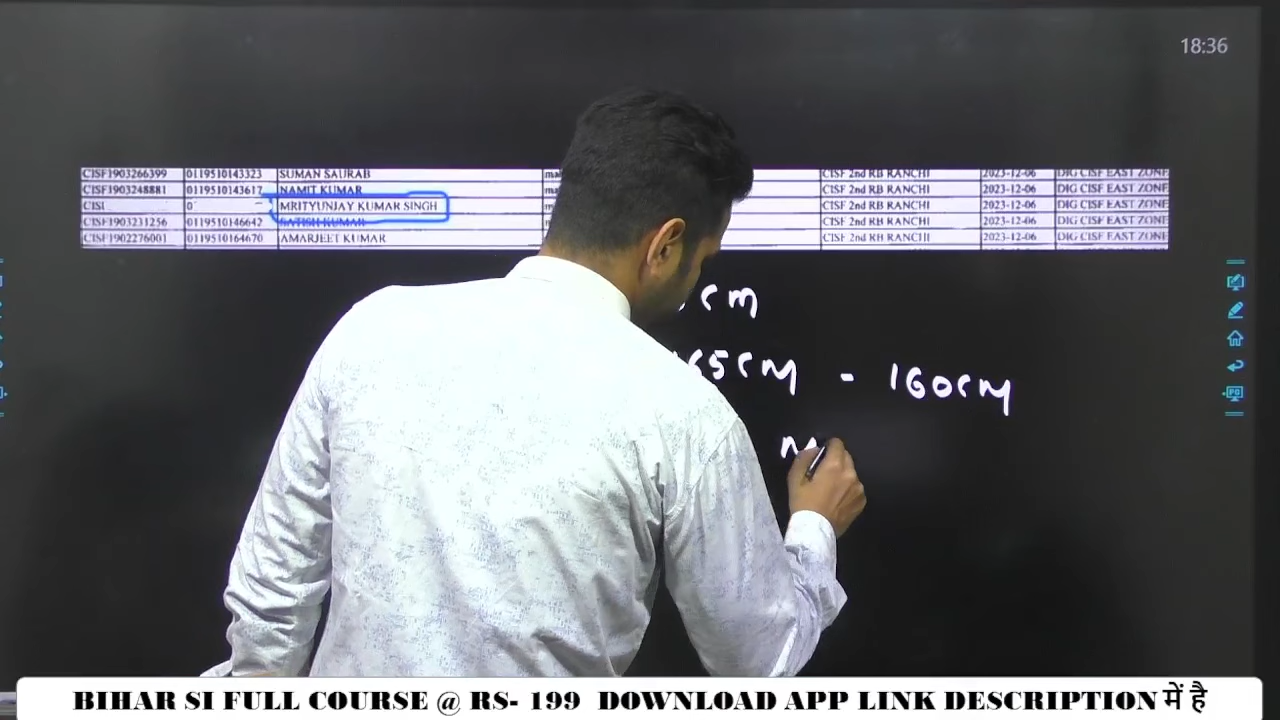 18:36
CISF1903266399 0119510143323 SUMAN SAURAB CISF 2nd RB RANCHI 2023-12-06 DIG CISF EAST ZONE
CISF1903248881 0119510143617 NAMIT KUMAR CISF 2nd RB RANCHI 2023-12-06 DIG CISF EAST ZONE
MRITYUNJAY KUMAR SINGH CISF 2nd RB RANCHI 2023-12-06 DIG CISF EAST ZONE
CISF1903231256 0119510146642 SATISH KUMAR CISF 2nd RB RANCHI 2023-12-06 DIG CISF EAST ZONE
CISF1902276001 0119510164670 AMARJEET KUMAR CISF 2nd RB RANCHI 2023-12-06 DIG CISF EAST ZONE
cm
65cm - 160cm
BIHAR SI FULL COURSE @ RS- 199 DOWNLOAD APP LINK DESCRIPTION में है